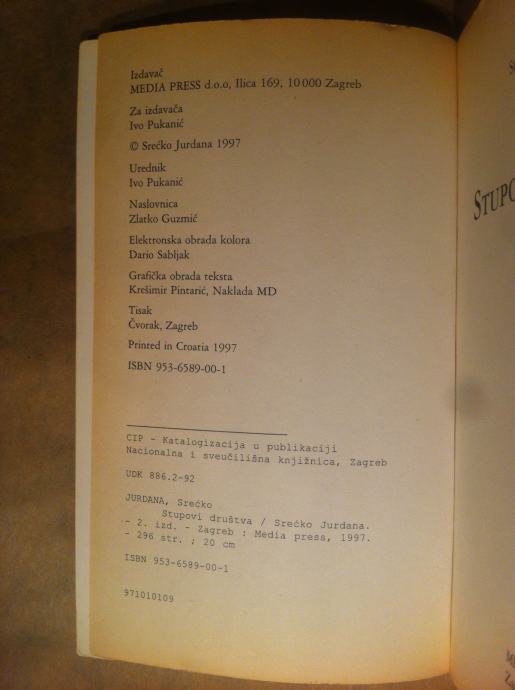 Izdavač
MEDIA PRESS d.o.o, Ilica 169, 10 000 Zagreb
Za izdavača
Ivo Pukanić
© Srećko Jurdana 1997
Urednik
Ivo Pukanić
Naslovnica
Zlatko Guzmić
Elektronska obrada kolora
Dario Sabljak
Grafička obrada teksta
Krešimir Pintarić, Naklada MD
Tisak
Čvorak, Zagreb
Printed in Croatia 1997
ISBN 953-6589-00-1
CIP - Katalogizacija u publikaciji
Nacionalna i sveučilišna knjižnica, Zagreb
UDK 886.2-92
JURDANA, Srećko
Stupovi društva / Srećko Jurdana.
- 2. izd. - Zagreb : Media press, 1997.
- 296 str. ; 20 cm
ISBN 953-6589-00-1
971010109